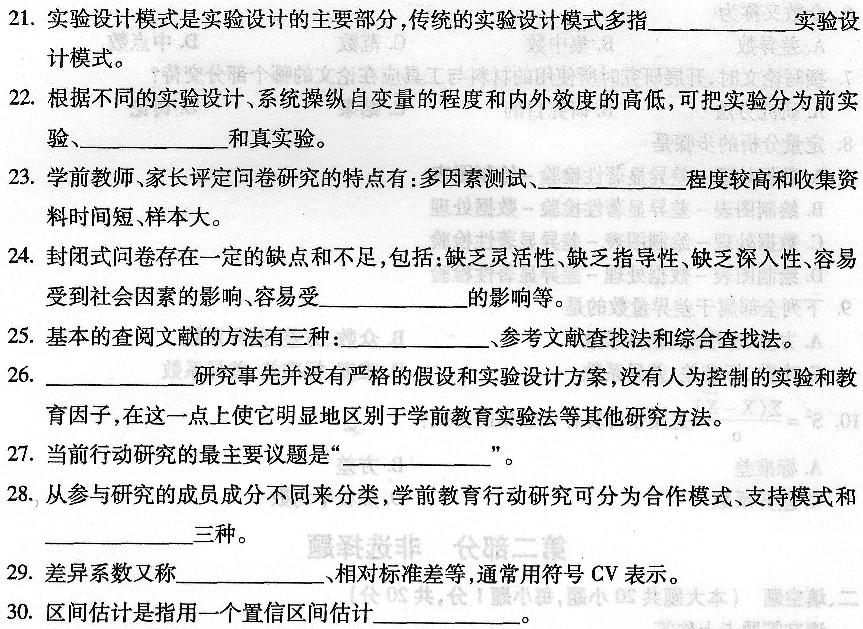 21. 实验设计模式是实验设计的主要部分,传统的实验设计模式多指____________实验设
计模式。
22. 根据不同的实验设计、系统操纵自变量的程度和内外效度的高低,可把实验分为前实
验、____________和真实验。
23. 学前教师、家长评定问卷研究的特点有:多因素测试、____________程度较高和收集资
料时间短、样本大。
24. 封闭式问卷存在一定的缺点和不足,包括:缺乏灵活性、缺乏指导性、缺乏深入性、容易
受到社会因素的影响、容易受____________的影响等。
25. 基本的查阅文献的方法有三种:____________、参考文献查找法和综合查找法。
26. ____________研究事先并没有严格的假设和实验设计方案,没有人为控制的实验和教
育因子,在这一点上使它明显地区别于学前教育实验法等其他研究方法。
27. 当前行动研究的最主要议题是“____________”。
28. 从参与研究的成员成分不同来分类,学前教育行动研究可分为合作模式、支持模式和
____________三种。
29. 差异系数又称____________、相对标准差等,通常用符号 CV 表示。
30. 区间估计是指用一个置信区间估计____________。